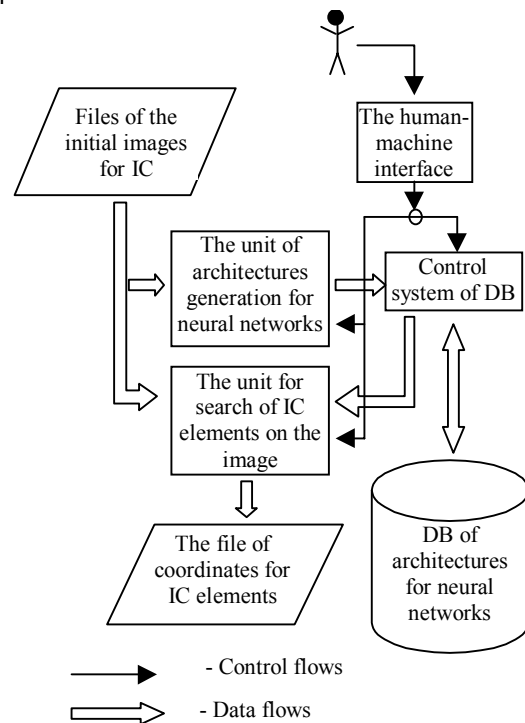 Files of the
initial images
for IC
The human-
machine
interface
The unit of
architectures
generation for
neural networks
Control
system of DB
The unit for
search of IC
elements on the
image
DB of
architectures
for neural
networks
The file of
coordinates for
IC elements
- Control flows
- Data flows